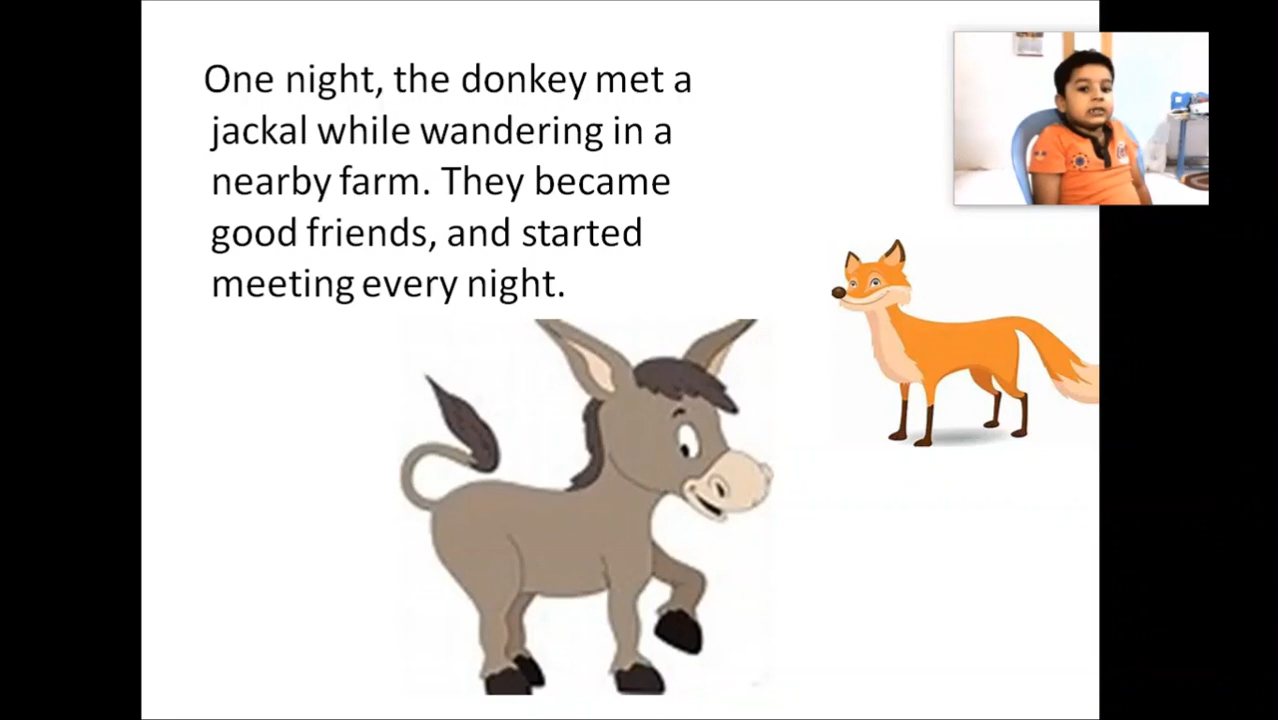 One night, the donkey met a
jackal while wandering in a
nearby farm. They became
good friends, and started
meeting every night.